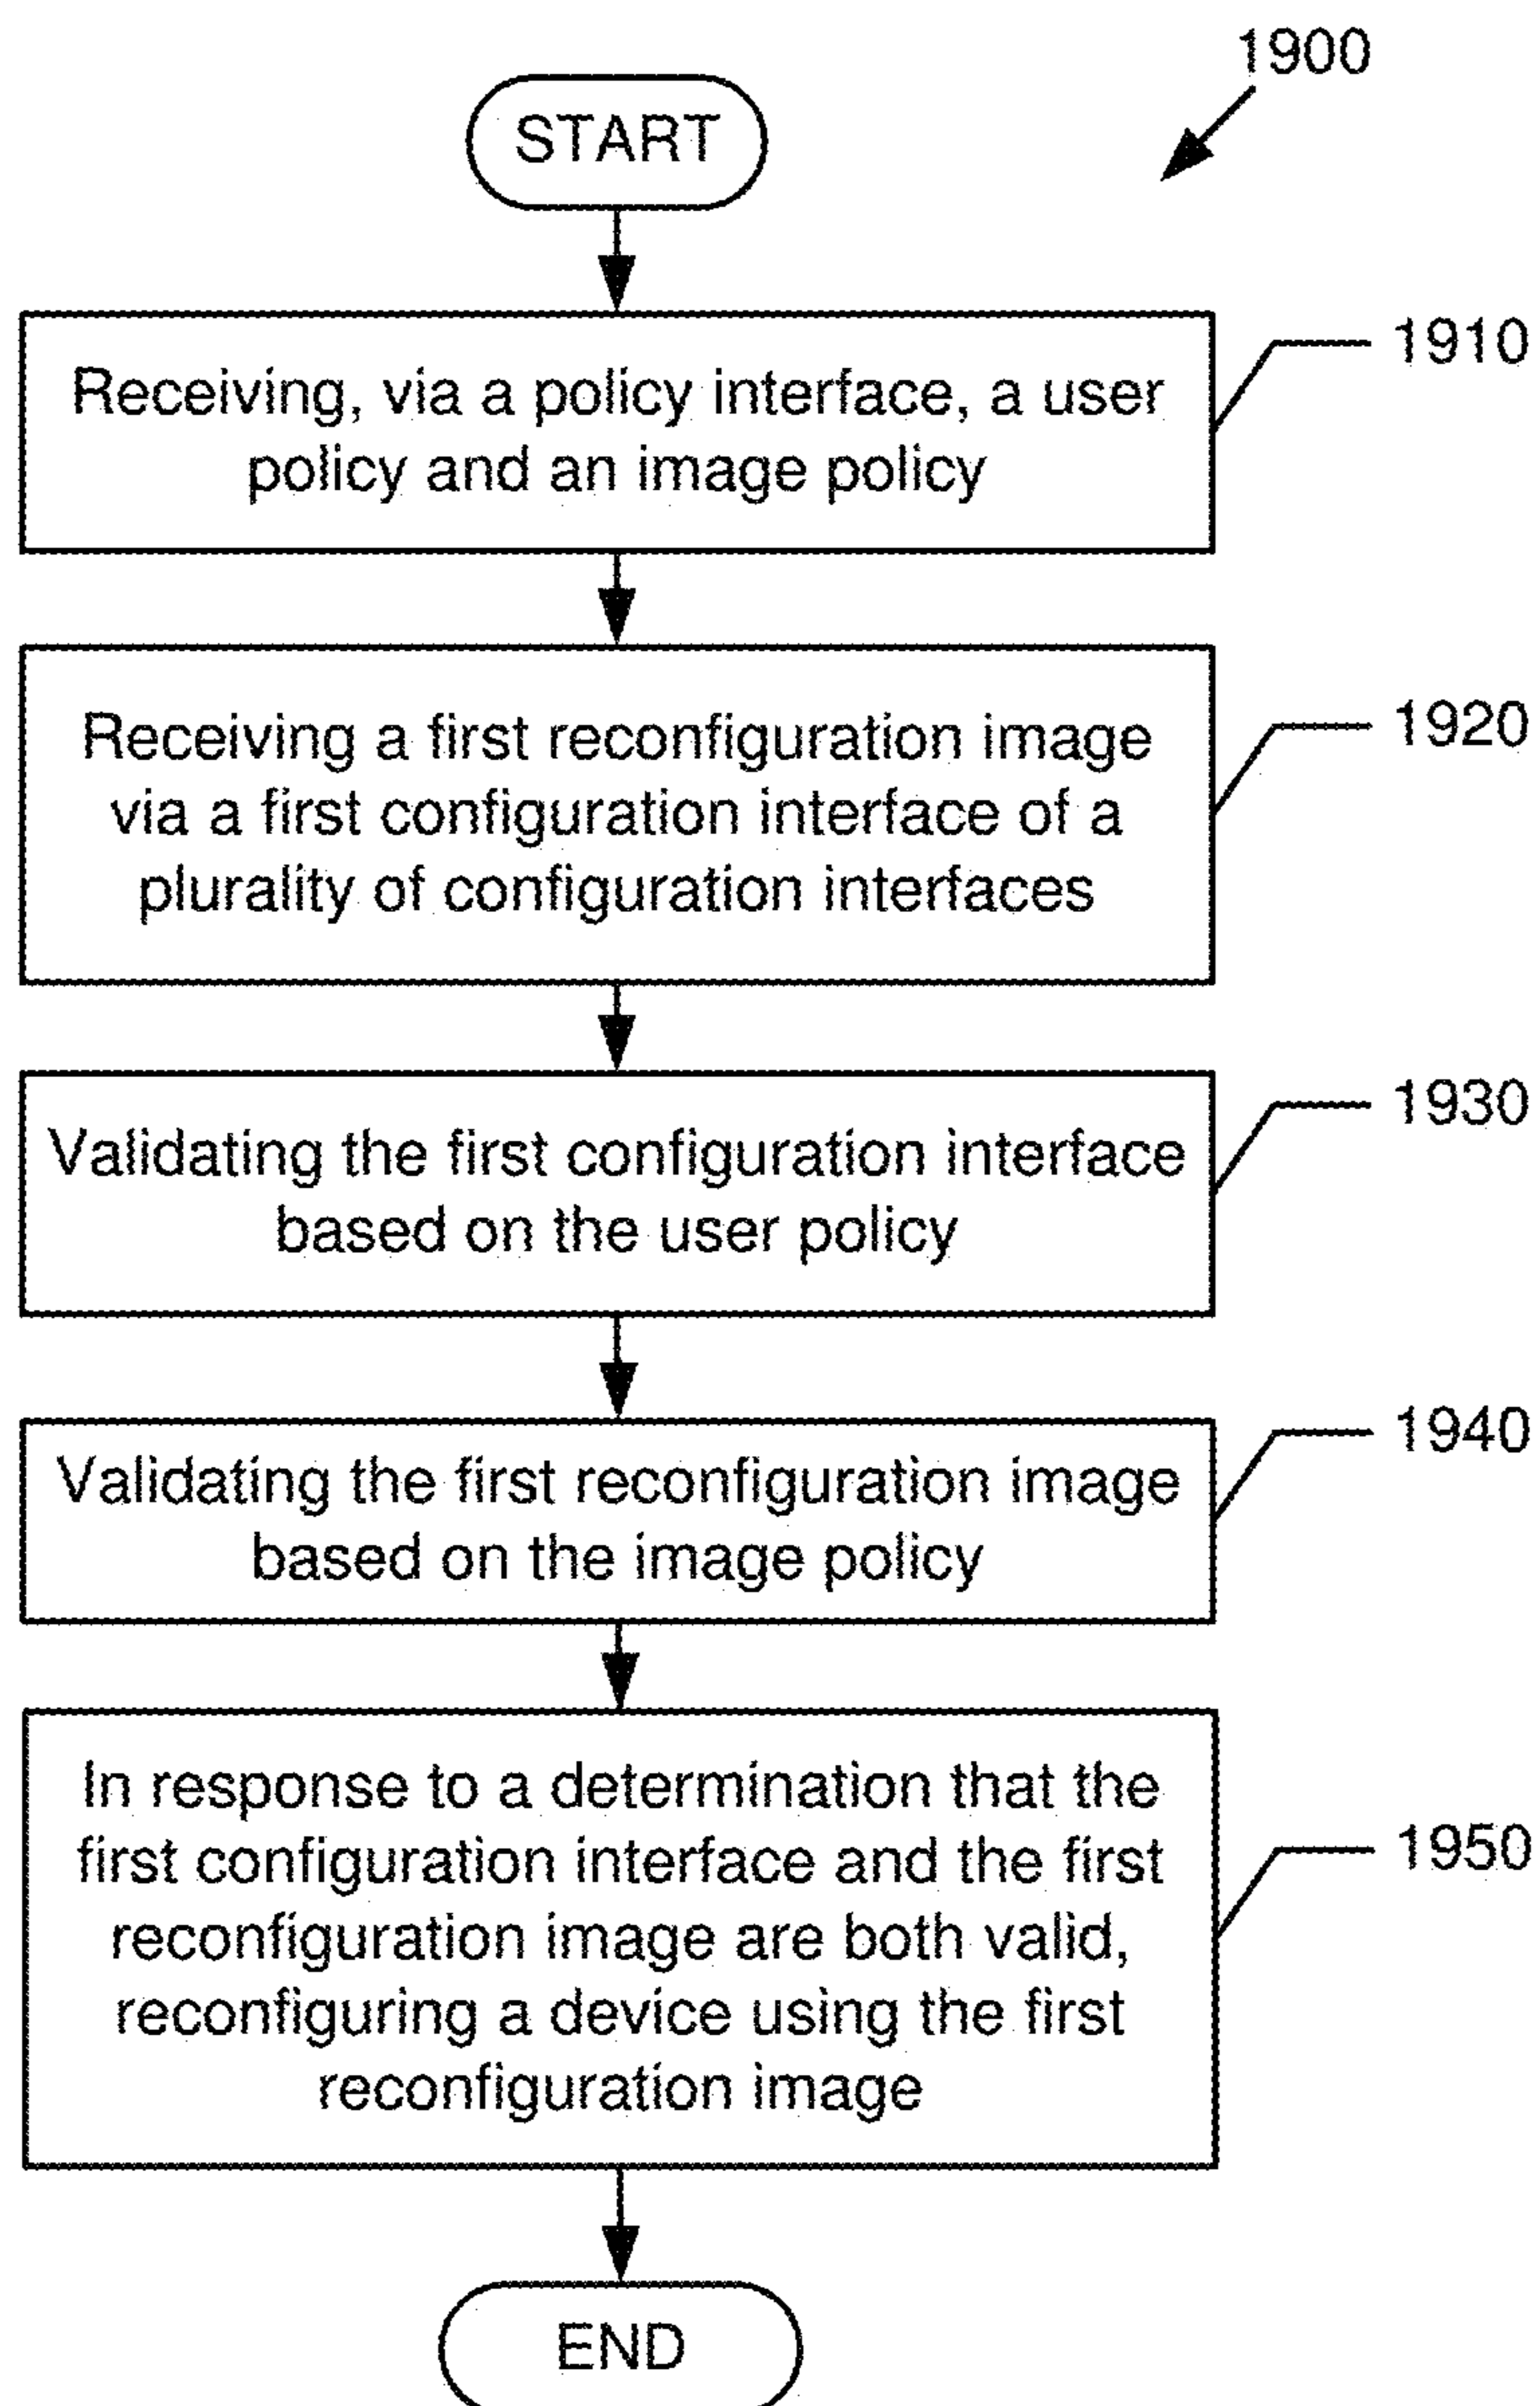 1900
START
Receiving, via a policy interface, a user
policy and an image policy
1910
Receiving a first reconfiguration image
via a first configuration interface of a
plurality of configuration interfaces
1920
Validating the first configuration interface
based on the user policy
1930
Validating the first reconfiguration image
based on the image policy
1940
In response to a determination that the
first configuration interface and the first
reconfiguration image are both valid,
reconfiguring a device using the first
reconfiguration image
1950
END